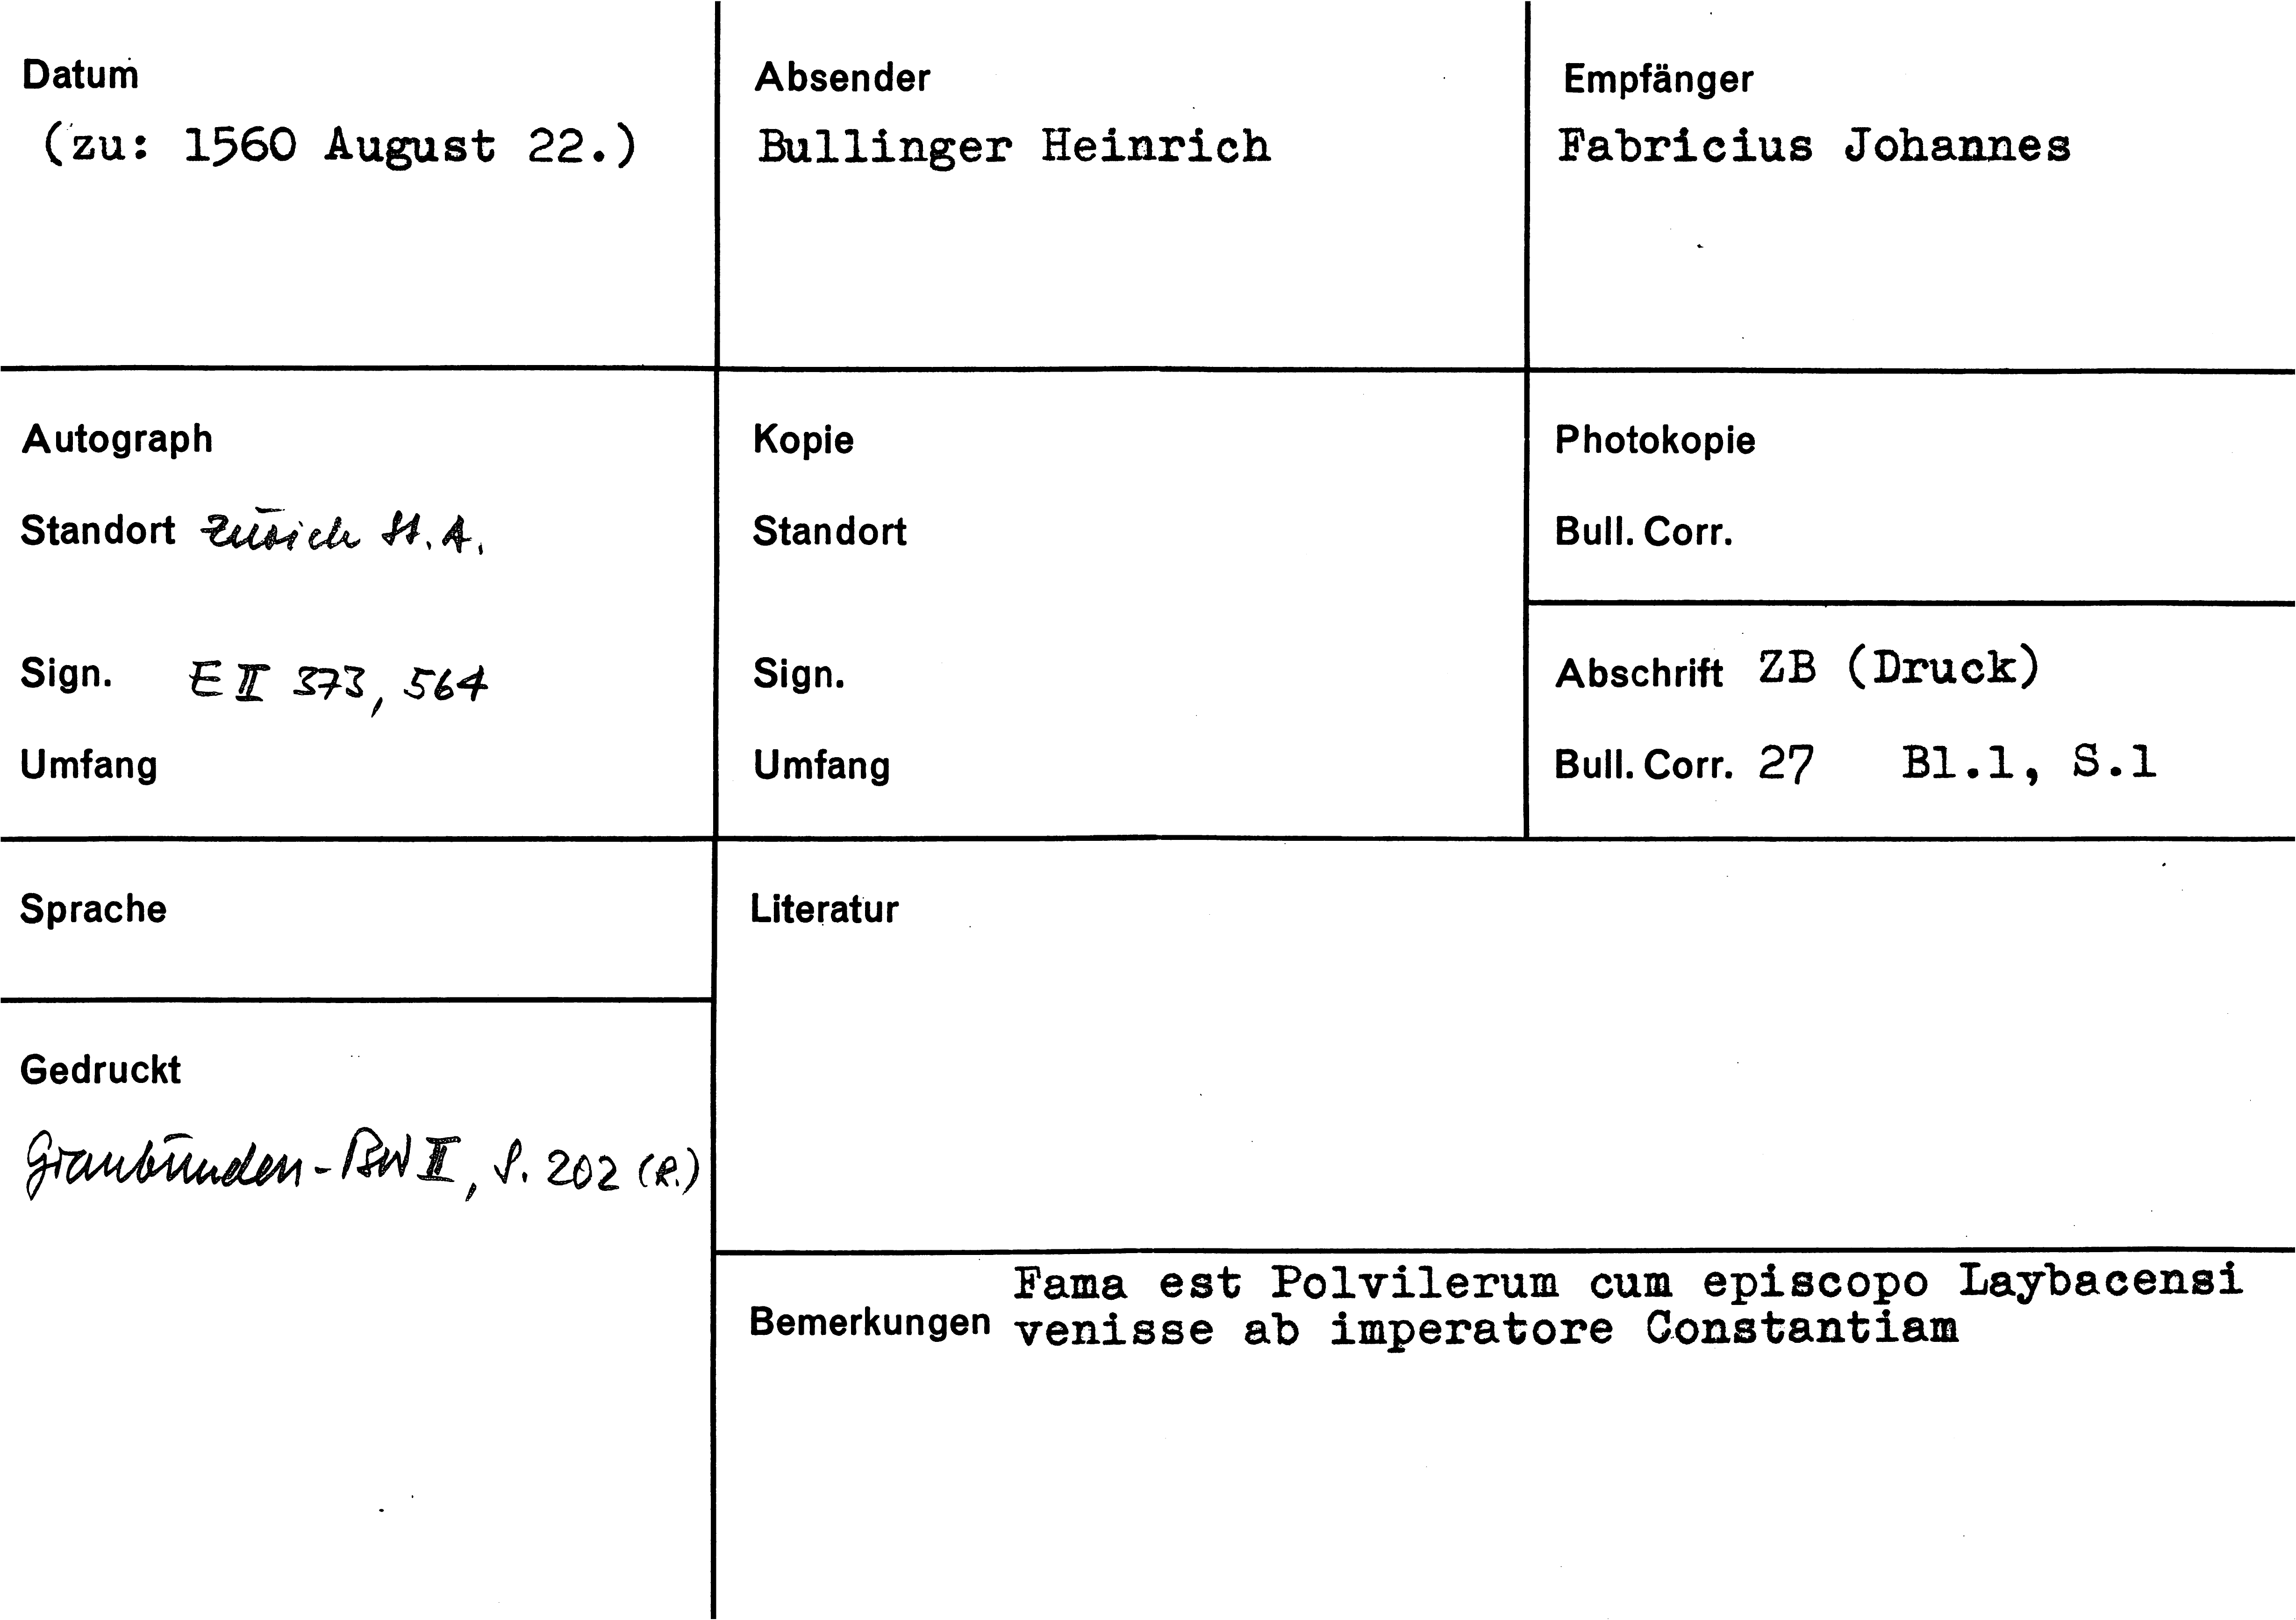 Datum
(zu: 1560 August 22.)
Absender
Bullinger Heinrich
Empfänger
Fabricius Johannes
Autograph
Standort Zürich St. A.
Sign. E II 373, 564
Umfang
Kopie
Standort
Sign.
Umfang
Photokopie
Bull. Corr.
Abschrift ZB (Druck)
Bull. Corr. 27 Bl.1, S.1
Sprache
Gedruckt
Graubünden-BW II, S. 202 (R.)
Literatur
Bemerkungen Fama est Polvilerum cum episcopo Laybacensi
venisse ab imperatore Constantiam